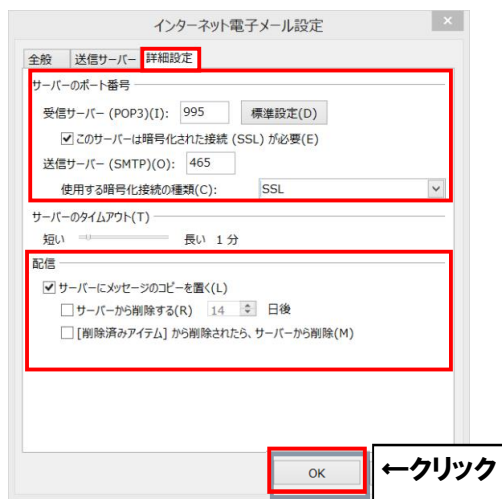 インターネット電子メール設定
×
全般 送信サーバー 詳細設定
サーバーのポート番号
受信サーバー (POP3)(I): 995 標準設定(D)
このサーバーは暗号化された接続 (SSL) が必要(E)
送信サーバー (SMTP)(O): 465
使用する暗号化接続の種類(C): SSL
サーバーのタイムアウト(T)
短い 長い 1 分
配信
サーバーにメッセージのコピーを置く(L)
サーバーから削除する(R) 14 日後
[削除済みアイテム] から削除されたら、サーバーから削除(M)
OK ←クリック